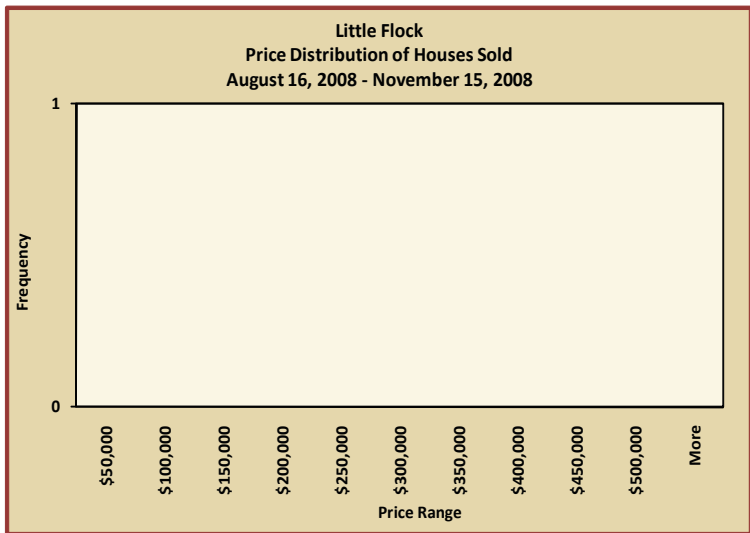 Little Flock
Price Distribution of Houses Sold
August 16, 2008 - November 15, 2008
1
Frequency
0
$50,000
$100,000
$150,000
$200,000
$250,000
$300,000
$350,000
$400,000
$450,000
$500,000
More
Price Range